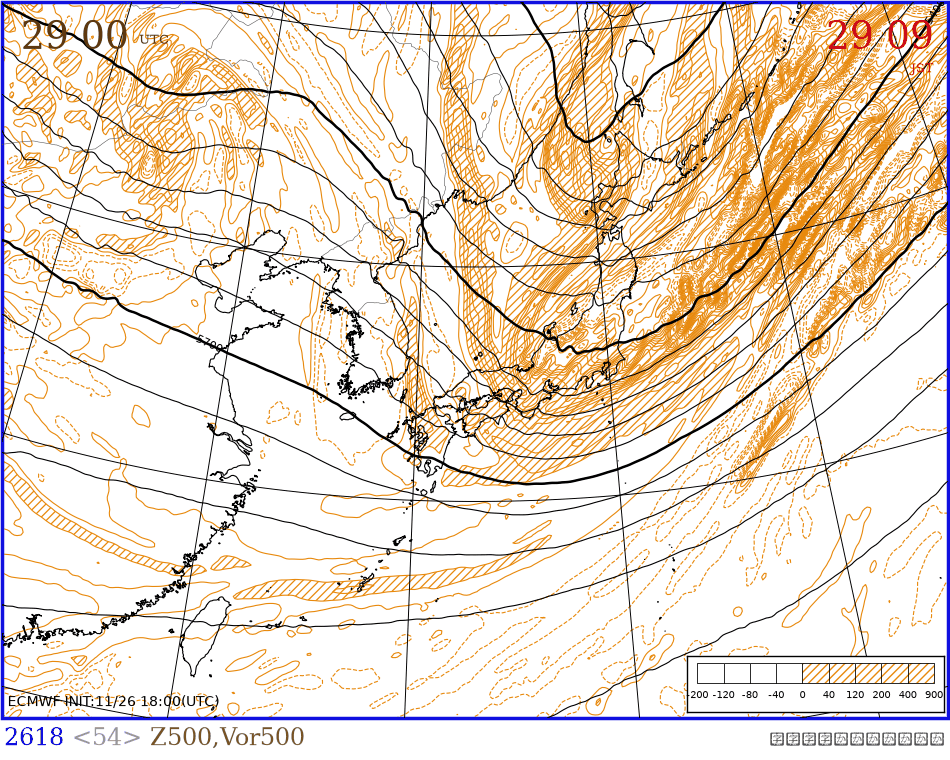 29 00 UTC
29 09
JST
5700
ECMWF INIT:11/26 18:00(UTC)
-200 -120 -80 -40 0 40 120 200 400 900
2618 <54> Z500,Vor500